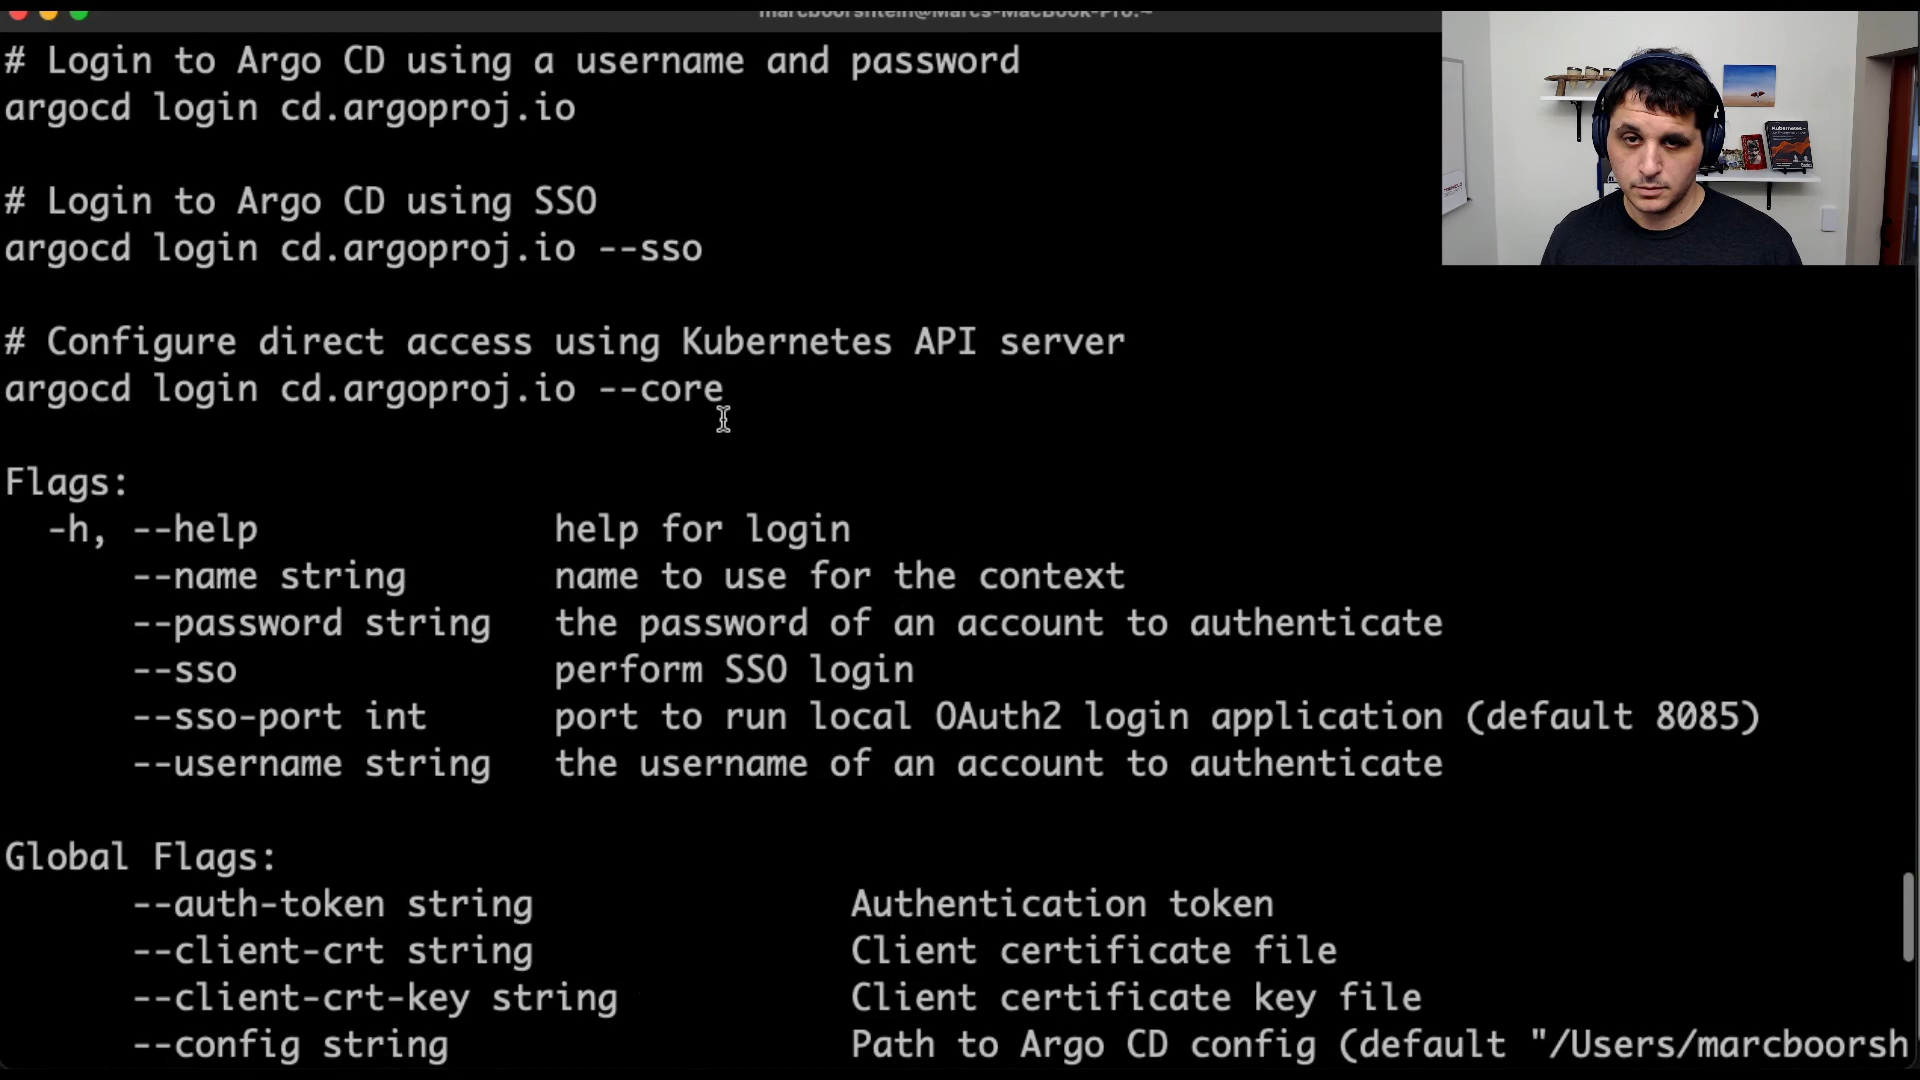 marcboorshtein@Marcs-MacBook-Pro:~
# Login to Argo CD using a username and password
argocd login cd.argoproj.io
# Login to Argo CD using SSO
argocd login cd.argoproj.io --sso
# Configure direct access using Kubernetes API server
argocd login cd.argoproj.io --core
Flags:
-h, --help help for login
--name string name to use for the context
--password string the password of an account to authenticate
--sso perform SSO login
--sso-port int port to run local OAuth2 login application (default 8085)
--username string the username of an account to authenticate
Global Flags:
--auth-token string Authentication token
--client-crt string Client certificate file
--client-crt-key string Client certificate key file
--config string Path to Argo CD config (default "/Users/marcboorsh
Kubernetes